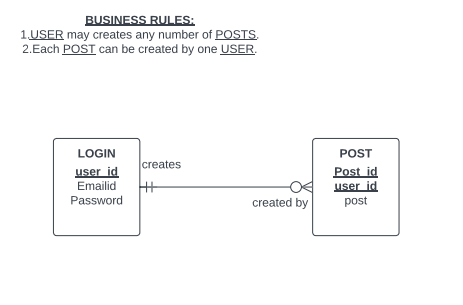 BUSINESS RULES:
1.USER may creates any number of POSTS.
2.Each POST can be created by one USER.
LOGIN
user_id
Emailid
Password
creates
created by
POST
Post_id
user_id
post